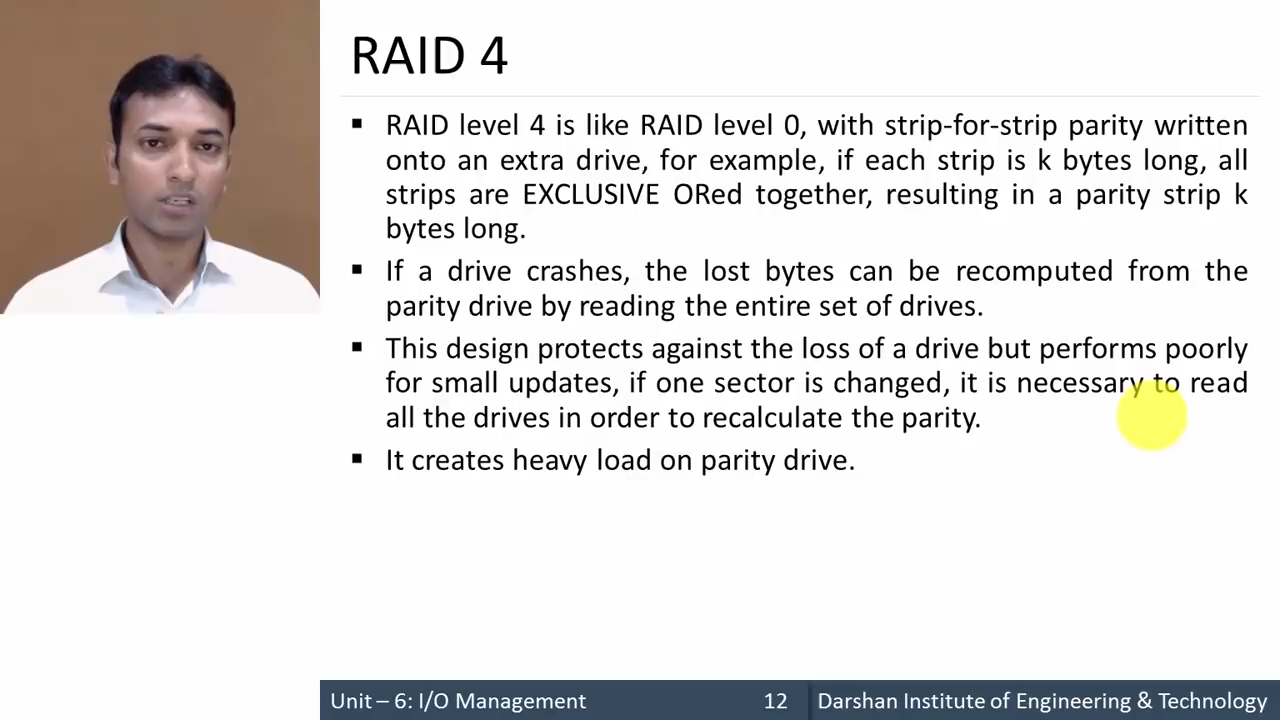 RAID 4
▪ RAID level 4 is like RAID level 0, with strip-for-strip parity written
onto an extra drive, for example, if each strip is k bytes long, all
strips are EXCLUSIVE ORed together, resulting in a parity strip k
bytes long.
▪ If a drive crashes, the lost bytes can be recomputed from the
parity drive by reading the entire set of drives.
▪ This design protects against the loss of a drive but performs poorly
for small updates, if one sector is changed, it is necessary to read
all the drives in order to recalculate the parity.
▪ It creates heavy load on parity drive.
Unit – 6: I/O Management 12 Darshan Institute of Engineering & Technology